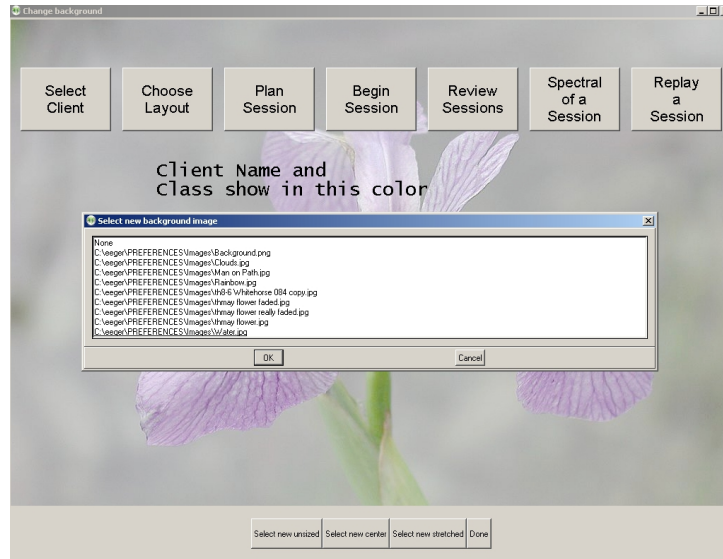 Change background
Select
Client
Choose
Layout
Plan
Session
Begin
Session
Review
Sessions
Spectral
of a
Session
Replay
a
Session
Client Name and
Class show in this color
Select new background image
None
C:\eeger\PREFERENCES\Images\Background.png
C:\eeger\PREFERENCES\Images\Clouds.jpg
C:\eeger\PREFERENCES\Images\Man on Path.jpg
C:\eeger\PREFERENCES\Images\Rainbow.jpg
C:\eeger\PREFERENCES\Images\th8-6 Whitehorse 084 copy.jpg
C:\eeger\PREFERENCES\Images\thmay flower faded.jpg
C:\eeger\PREFERENCES\Images\thmay flower really faded.jpg
C:\eeger\PREFERENCES\Images\thmay flower.jpg
C:\eeger\PREFERENCES\Images\Water.jpg
OK Cancel
Select new unsized Select new center Select new stretched Done